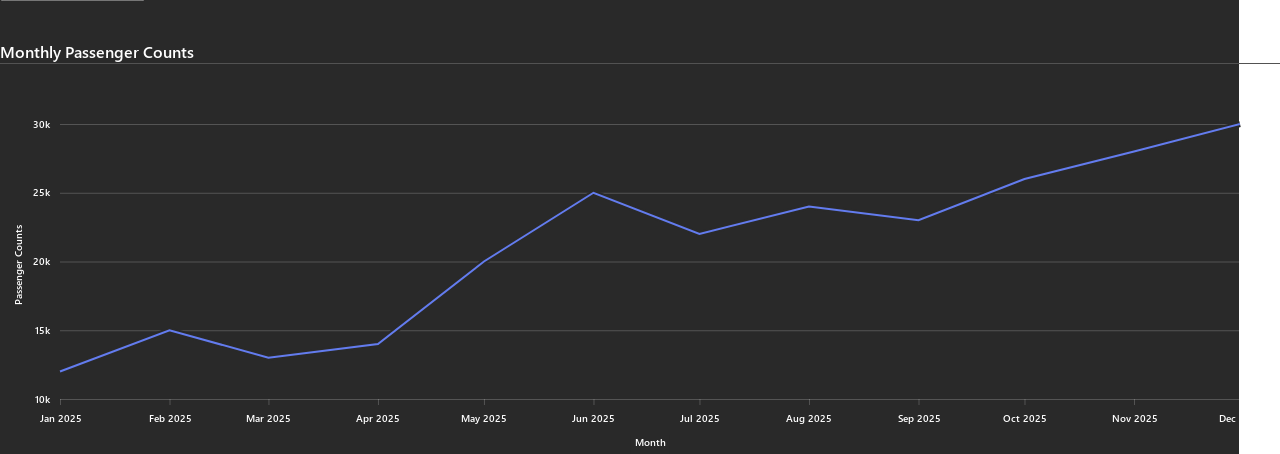 Monthly Passenger Counts
30k
25k
20k
15k
10k
Passenger Counts
Jan 2025 Feb 2025 Mar 2025 Apr 2025 May 2025 Jun 2025 Jul 2025 Aug 2025 Sep 2025 Oct 2025 Nov 2025 Dec
Month